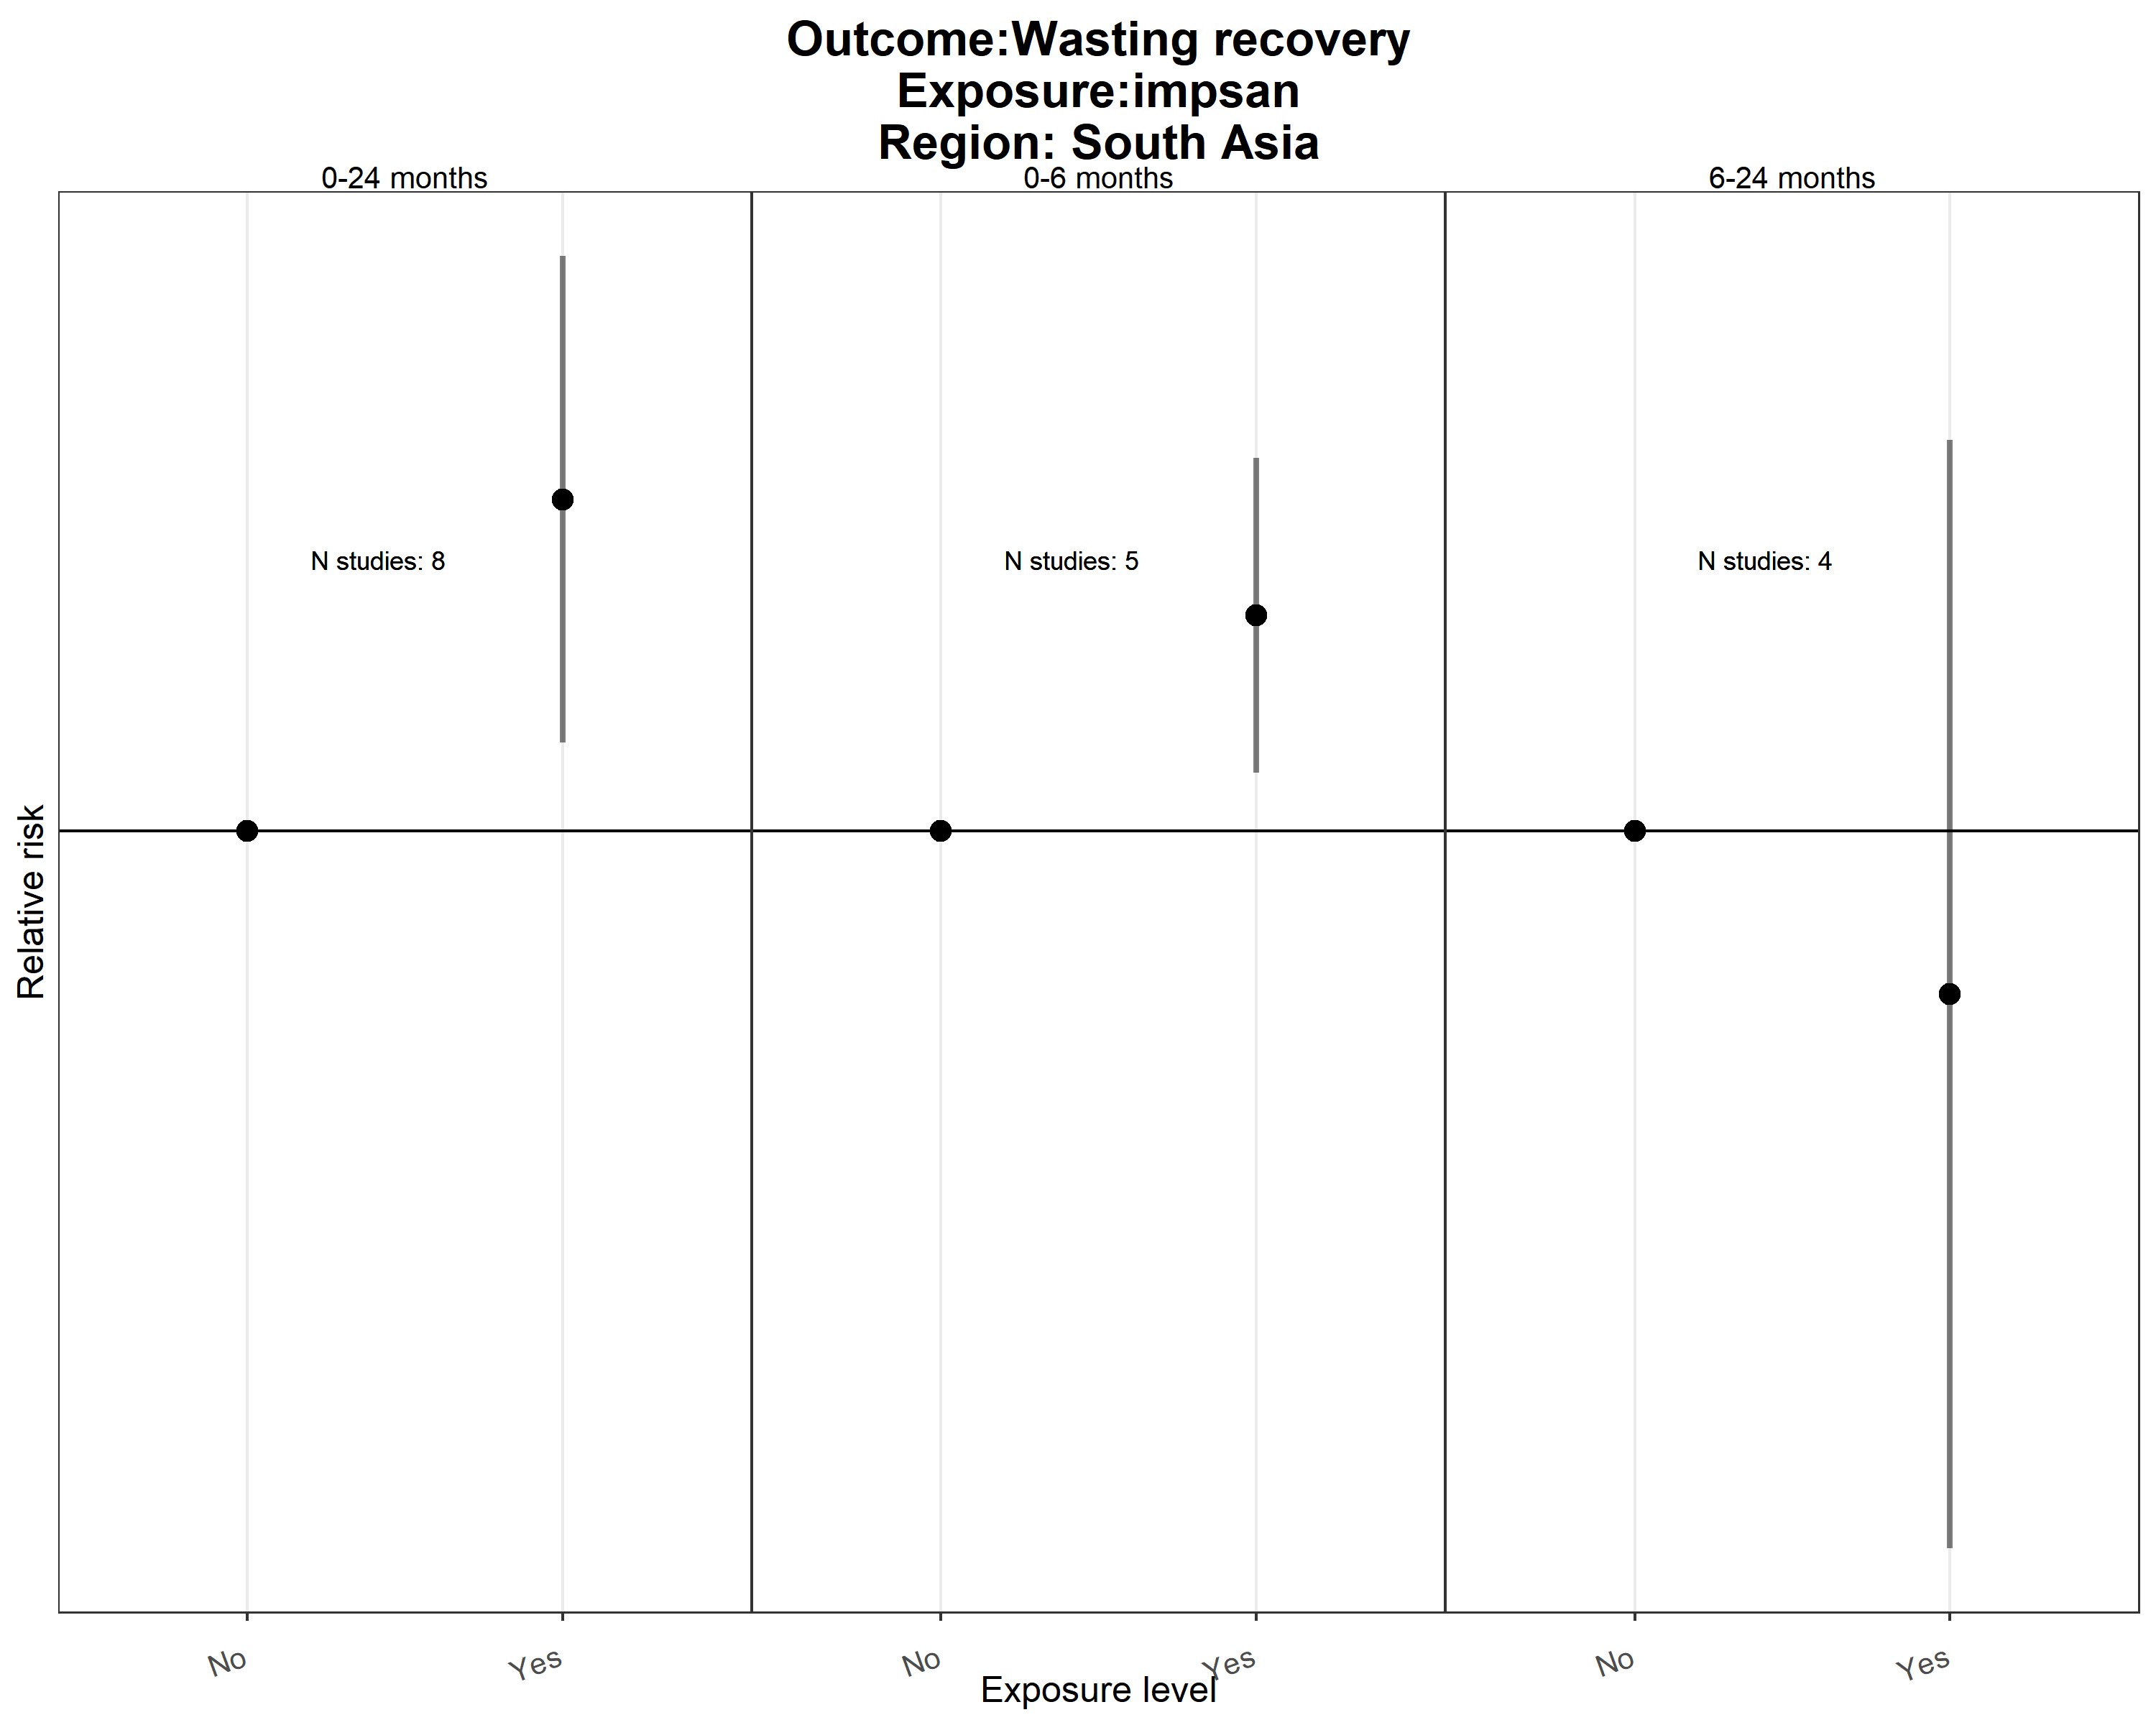 Outcome:Wasting recovery
Exposure:impsan
Region: South Asia
0-24 months
0-6 months
6-24 months
N studies: 8
N studies: 5
N studies: 4
Relative risk
No
Yes
No
Yes
No
Yes
Exposure level